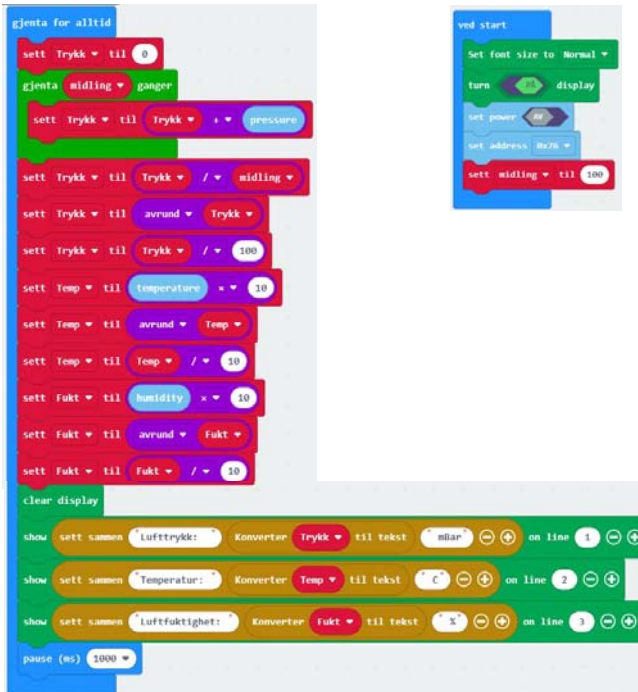 gjenta for alltid
sett Trykk til 0
gjenta midling ganger
sett Trykk til Trykk + pressure
sett Trykk til Trykk / midling
sett Trykk til avrund Trykk
sett Trykk til Trykk / 100
sett Temp til temperature × 10
sett Temp til avrund Temp
sett Temp til Temp / 10
sett Fukt til humidity × 10
sett Fukt til avrund Fukt
sett Fukt til Fukt / 10
clear display
show sett sammen "Lufttrykk: " Konverter Trykk til tekst " mBar" on line 1
show sett sammen "Temperatur: " Konverter Temp til tekst " C" on line 2
show sett sammen "Luftfuktighet: " Konverter Fukt til tekst " %" on line 3
pause (ms) 1000
ved start
Set font size to Normal
turn display
set power AV
set address 0x76
sett midling til 100